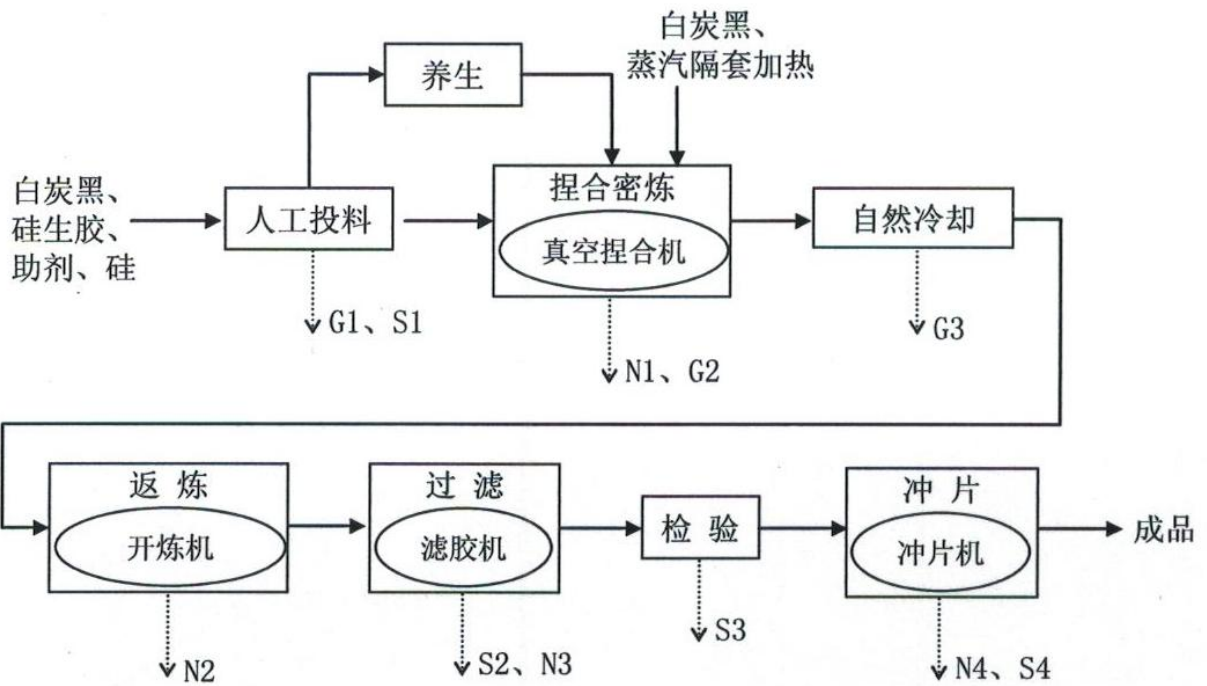 白炭黑、
蒸汽隔套加热
养生
白炭黑、
硅生胶、
助剂、硅
人工投料
捏合密炼
真空捏合机
自然冷却
G1、S1
N1、G2
G3
返 炼
开炼机
过 滤
滤胶机
检 验
冲 片
冲片机
成品
N2
S2、N3
S3
N4、S4